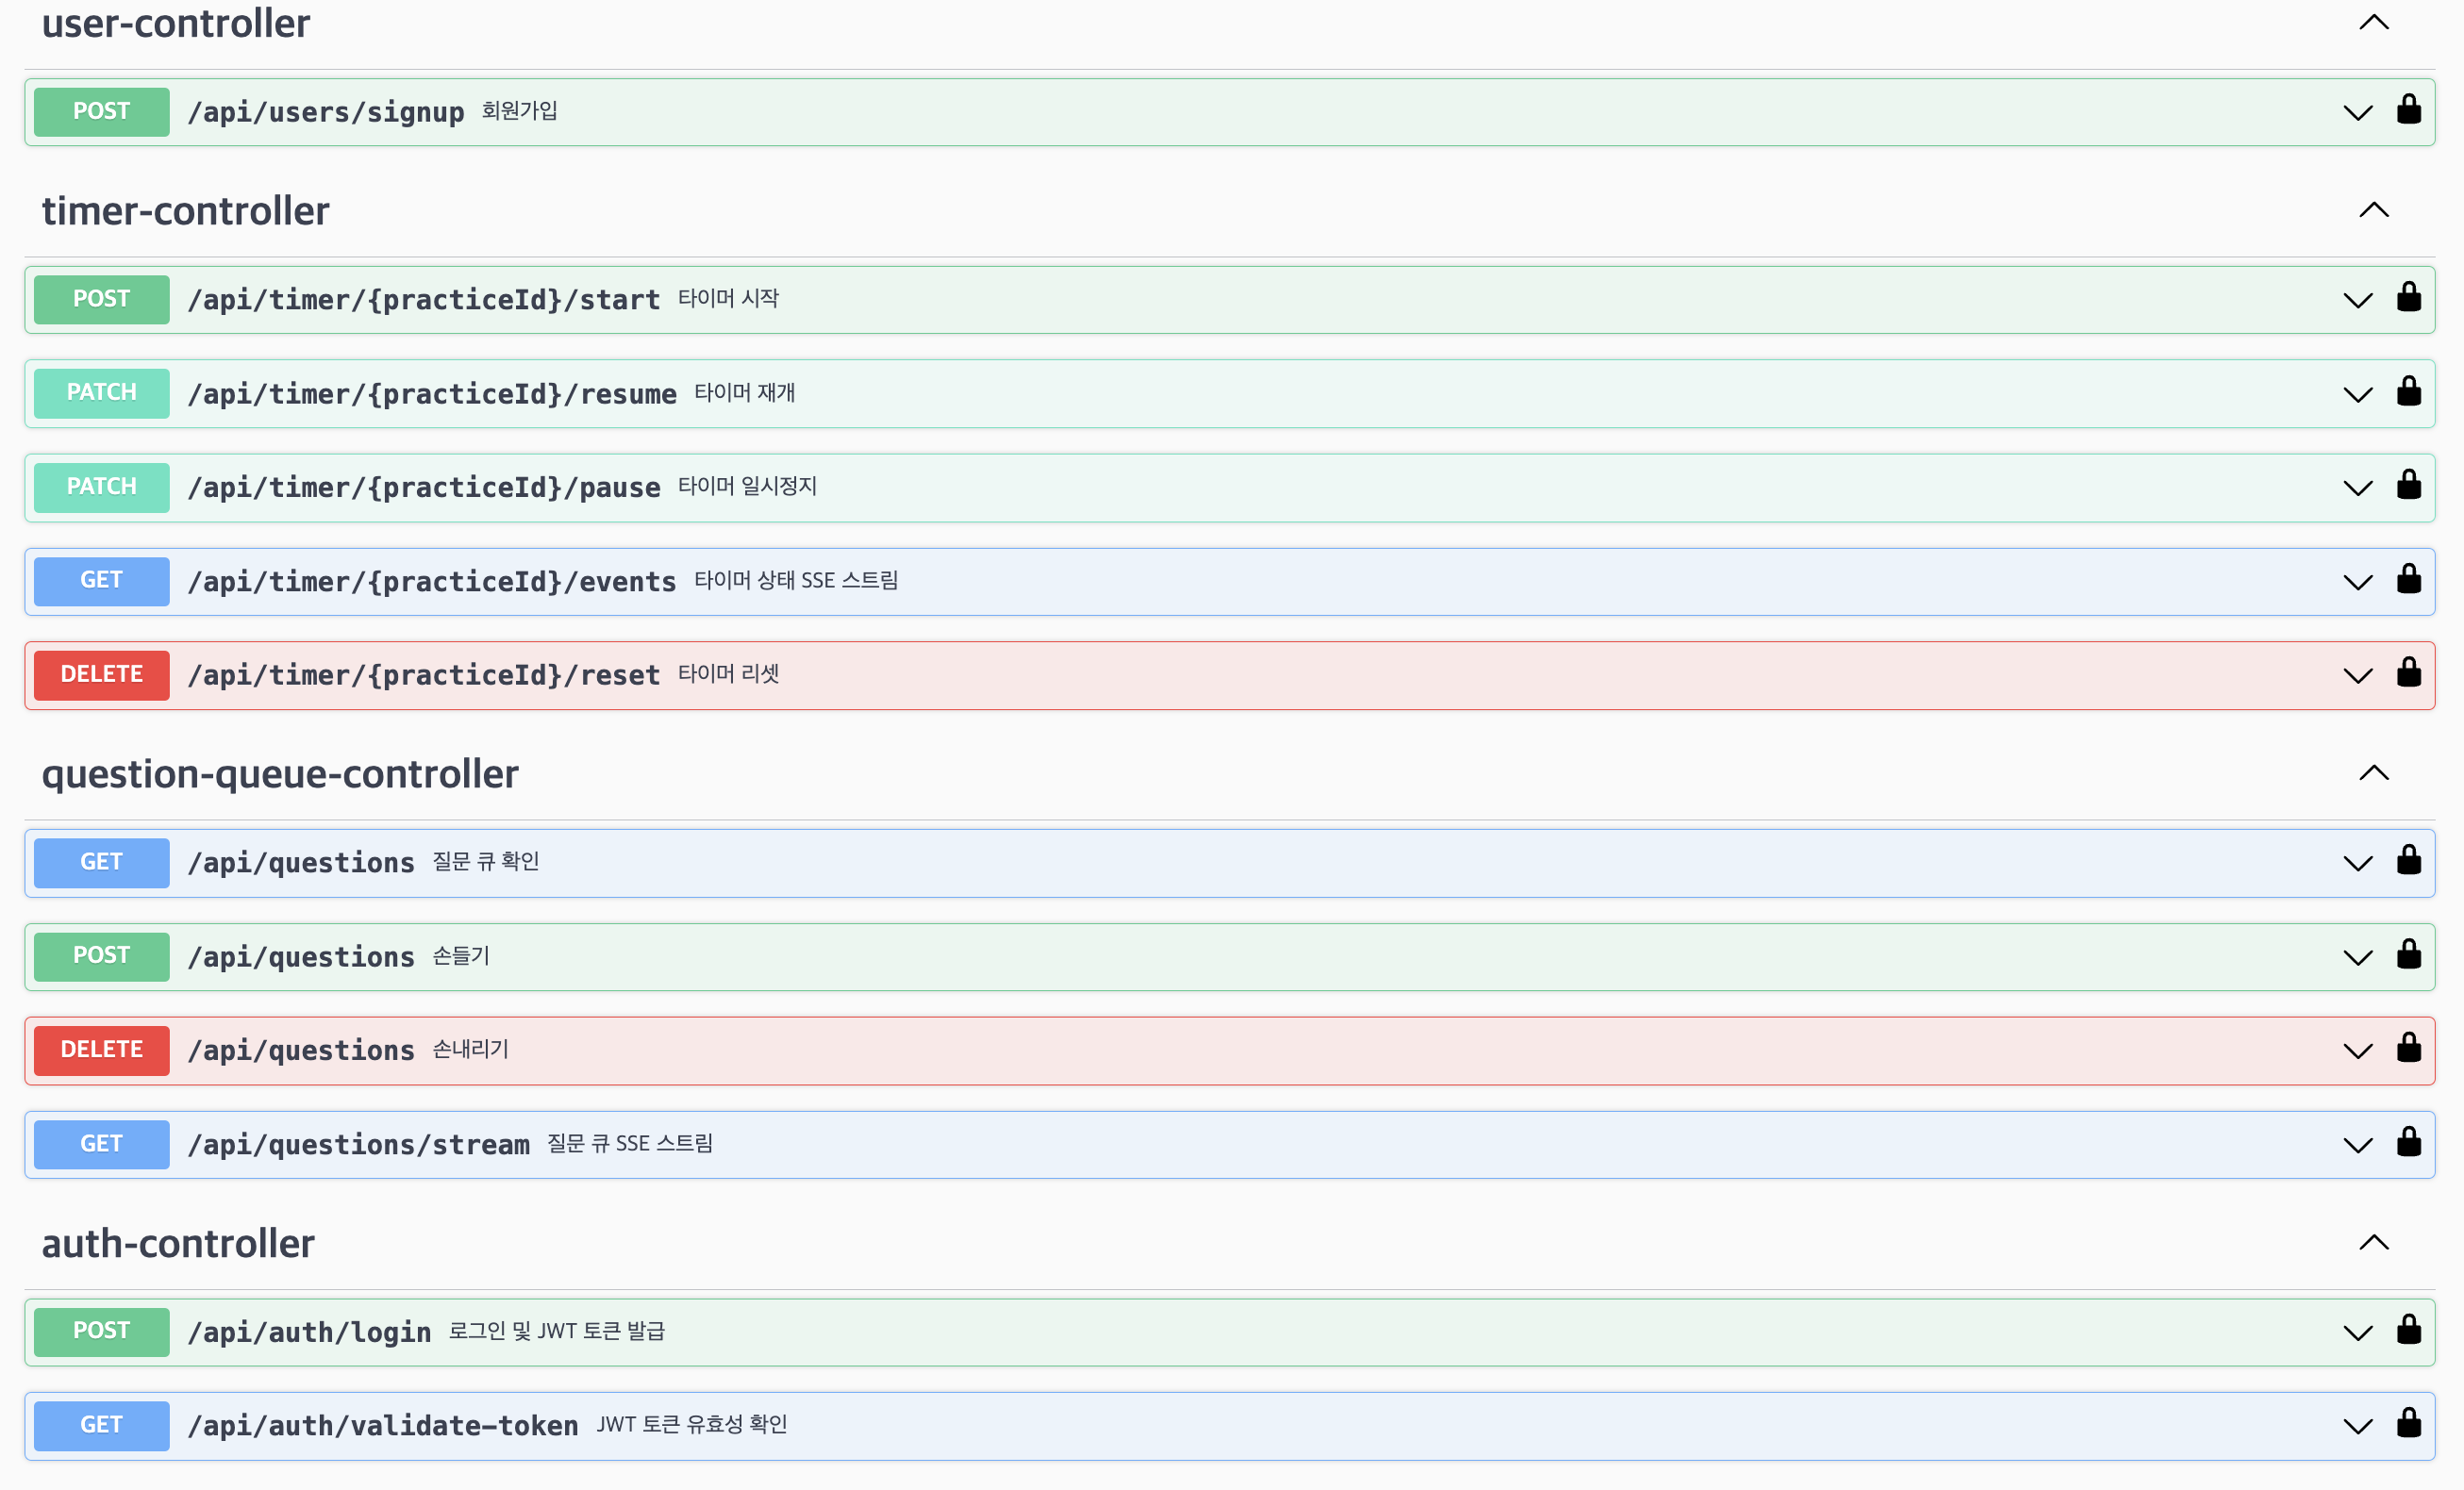 user-controller
POST /api/users/signup 회원가입
timer-controller
POST /api/timer/{practiceId}/start 타이머 시작
PATCH /api/timer/{practiceId}/resume 타이머 재개
PATCH /api/timer/{practiceId}/pause 타이머 일시정지
GET /api/timer/{practiceId}/events 타이머 상태 SSE 스트림
DELETE /api/timer/{practiceId}/reset 타이머 리셋
question-queue-controller
GET /api/questions 질문 큐 확인
POST /api/questions 손들기
DELETE /api/questions 손내리기
GET /api/questions/stream 질문 큐 SSE 스트림
auth-controller
POST /api/auth/login 로그인 및 JWT 토큰 발급
GET /api/auth/validate-token JWT 토큰 유효성 확인